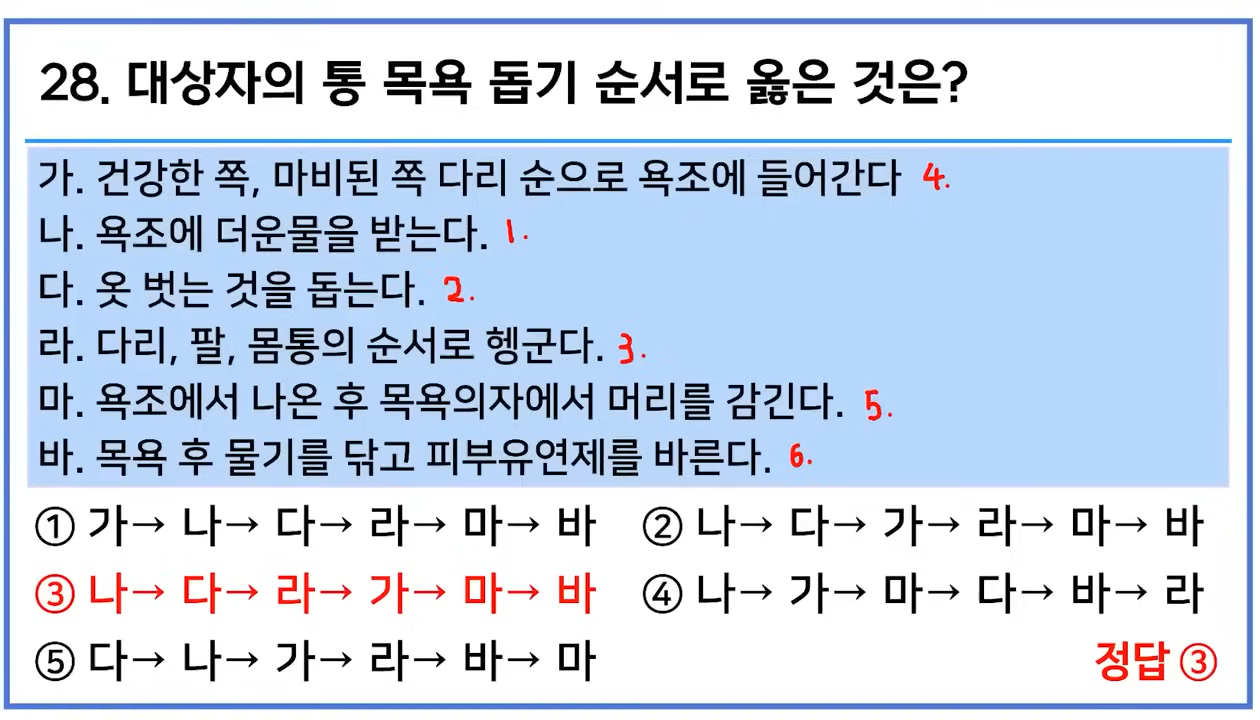 28. 대상자의 통 목욕 돕기 순서로 옳은 것은?
가. 건강한 쪽, 마비된 쪽 다리 순으로 욕조에 들어간다 4.
나. 욕조에 더운물을 받는다. 1.
다. 옷 벗는 것을 돕는다. 2.
라. 다리, 팔, 몸통의 순서로 헹군다. 3.
마. 욕조에서 나온 후 목욕의자에서 머리를 감긴다. 5.
바. 목욕 후 물기를 닦고 피부유연제를 바른다. 6.
① 가→ 나→ 다→ 라→ 마→ 바 ② 나→ 다→ 가→ 라→ 마→ 바
③ 나→ 다→ 라→ 가→ 마→ 바 ④ 나→ 가→ 마→ 다→ 바→ 라
⑤ 다→ 나→ 가→ 라→ 바→ 마 정답 ③